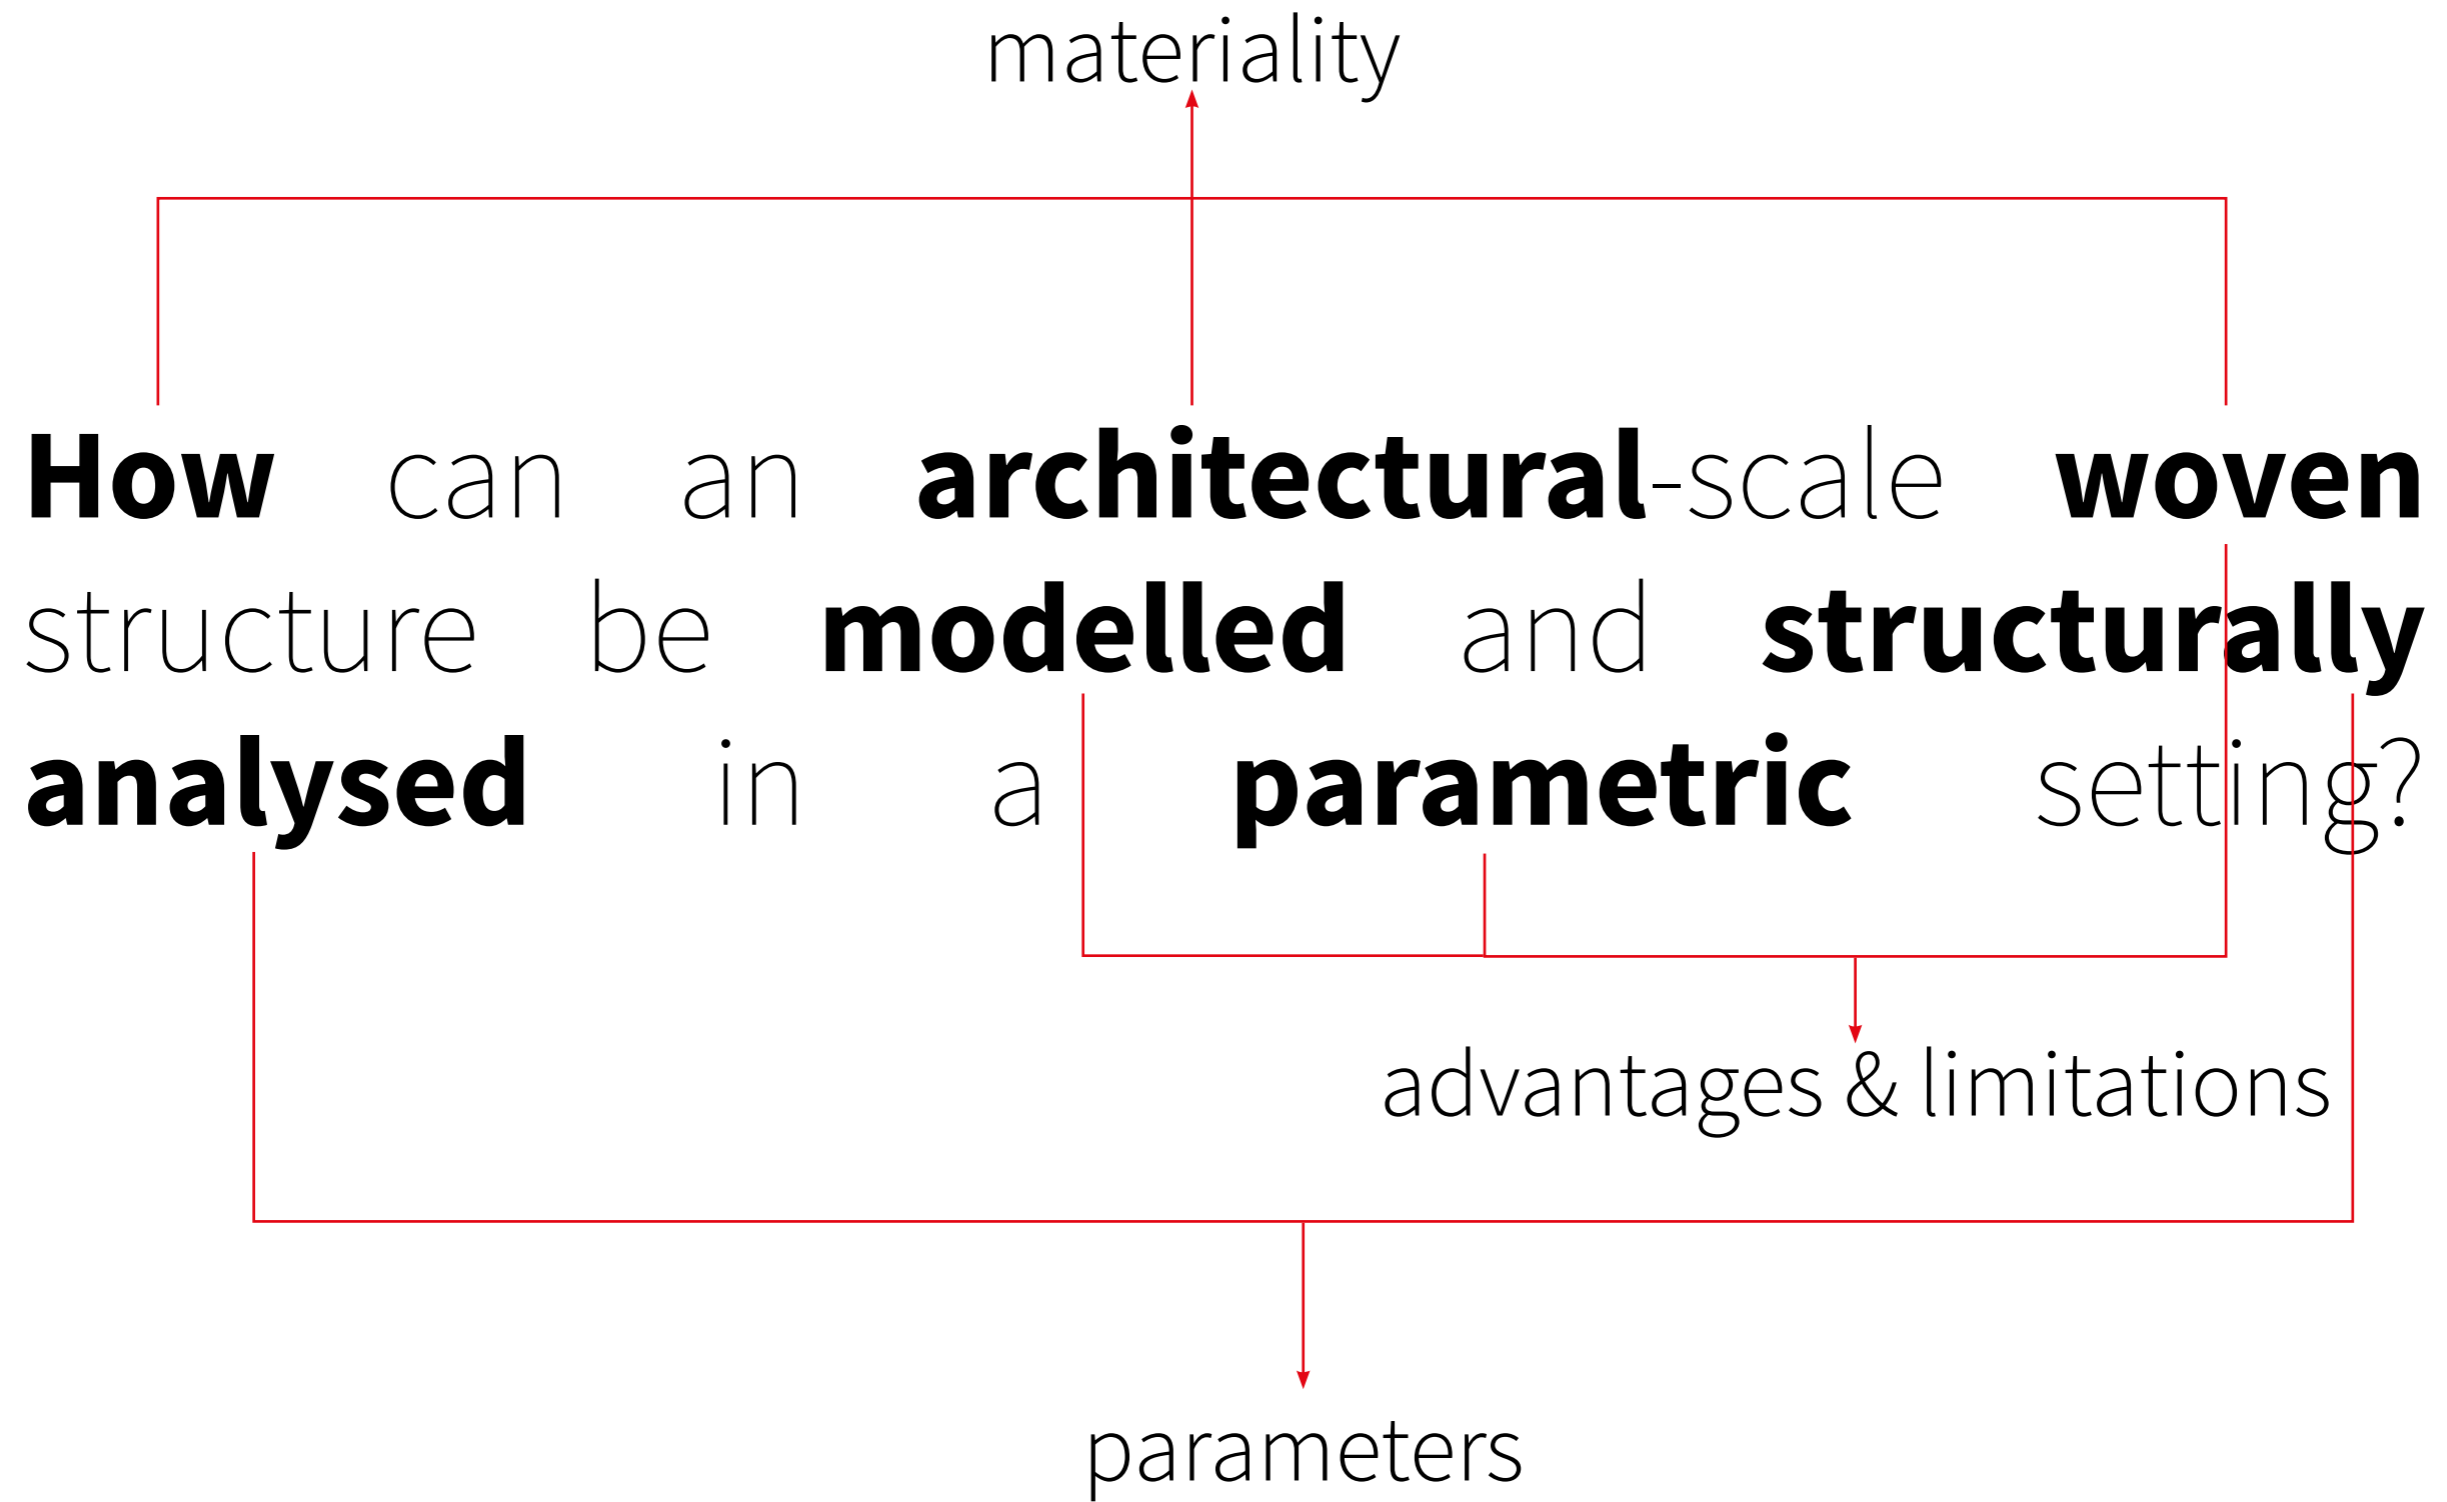 materiality
How can an architectural-scale woven
structure be modelled and structurally
analysed in a parametric setting?
advantages & limitations
parameters